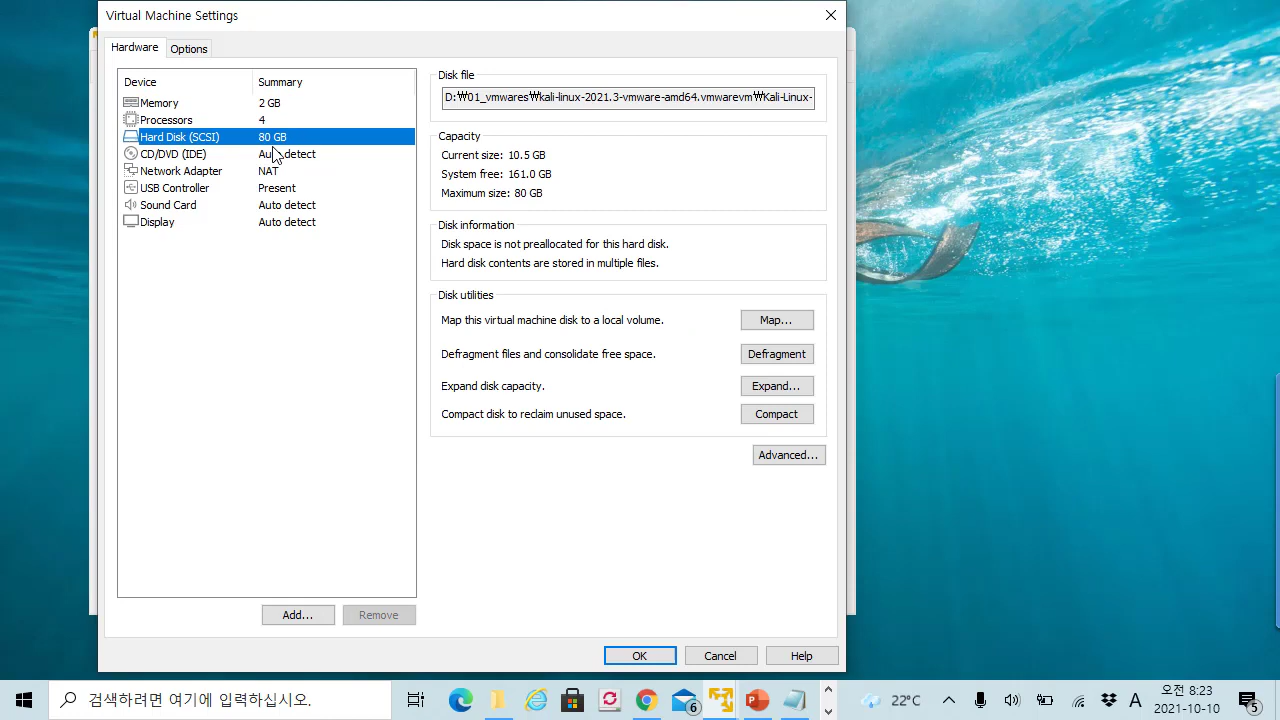 Virtual Machine Settings
Hardware
Options
Device Summary
Memory 2 GB
Processors 4
Hard Disk (SCSI) 80 GB
CD/DVD (IDE) Auto detect
Network Adapter NAT
USB Controller Present
Sound Card Auto detect
Display Auto detect
Add...
Remove
Disk file
D:₩01_vmwares₩kali-linux-2021.3-vmware-amd64.vmwarevm₩Kali-Linux-
Capacity
Current size: 10.5 GB
System free: 161.0 GB
Maximum size: 80 GB
Disk information
Disk space is not preallocated for this hard disk.
Hard disk contents are stored in multiple files.
Disk utilities
Map this virtual machine disk to a local volume. Map...
Defragment files and consolidate free space. Defragment
Expand disk capacity. Expand...
Compact disk to reclaim unused space. Compact
Advanced...
OK
Cancel
Help
검색하려면 여기에 입력하십시오.
6
22°C
A
오전 8:23
2021-10-10
5